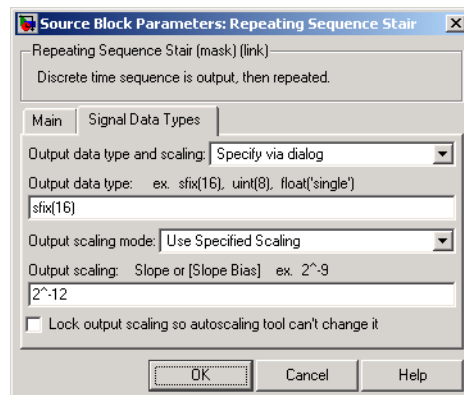 Source Block Parameters: Repeating Sequence Stair
Repeating Sequence Stair (mask) (link)
Discrete time sequence is output, then repeated.
Main Signal Data Types
Output data type and scaling: Specify via dialog
Output data type: ex. sfix(16), uint(8), float('single')
sfix(16)
Output scaling mode: Use Specified Scaling
Output scaling: Slope or [Slope Bias] ex. 2^-9
2^-12
Lock output scaling so autoscaling tool can't change it
OK Cancel Help